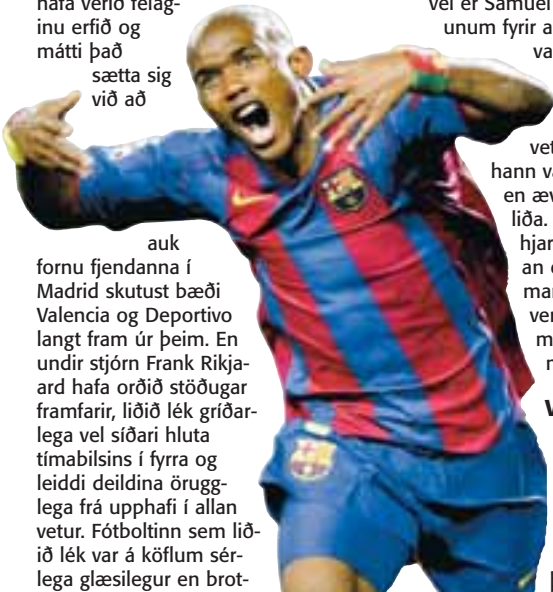 hafa verið félag-
inu erfið og
mátti það
sætta sig
við að
auk
fornu fjendanna í
Madrid skutust bæði
Valencia og Deportivo
langt fram úr þeim. En
undir stjórn Frank Rikja-
ard hafa orðið stöðugar
framfarir, liðið lék gríðar-
lega vel síðari hluta
tímabilsins í fyrra og
leiddi deildina örugg-
lega frá upphafi í allan
vetur. Fótboltinn sem lið-
ið lék var á köflum sér-
lega glæsilegur en brot-
vel er Samuel
unum fyrir a
va
vet
hann va
en æv
liða.
hjar
an
mar
ver
m